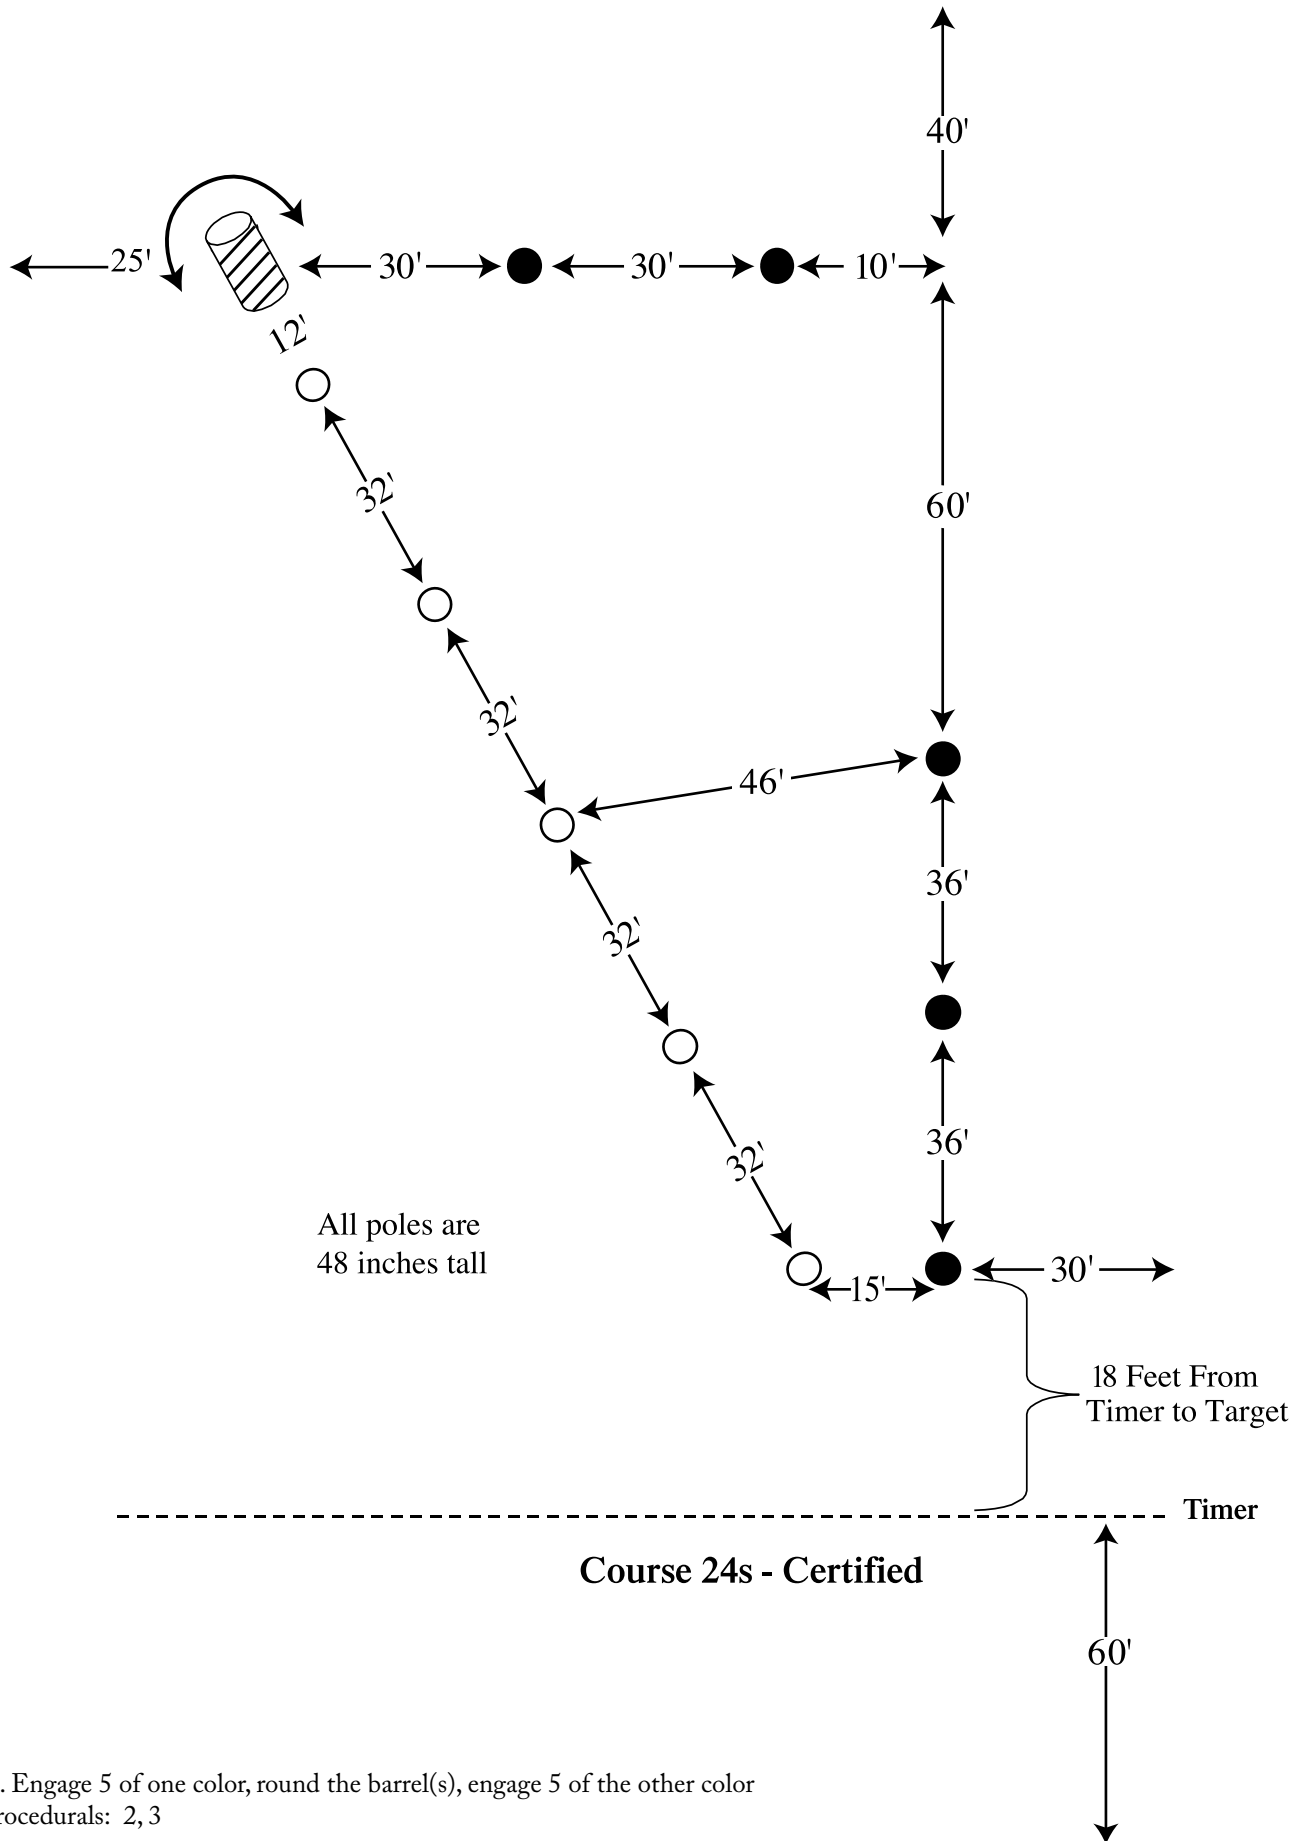 40'
25'
30'
30'
10'
12'
32'
60'
32'
46'
36'
32'
36'
32'
All poles are
48 inches tall
15'
30'
18 Feet From
Timer to Target
Timer
Course 24s - Certified
60'
. Engage 5 of one color, round the barrel(s), engage 5 of the other color
rocedurals: 2, 3